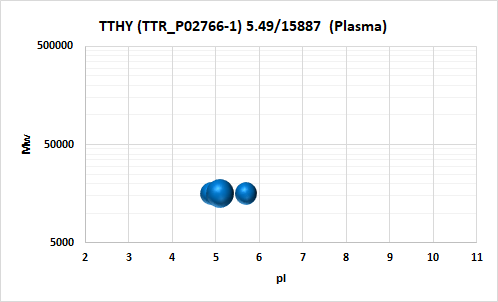 TTHY (TTR_P02766-1) 5.49/15887 (Plasma)
500000
50000
5000
Mw
2 3 4 5 6 7 8 9 10 11
pI